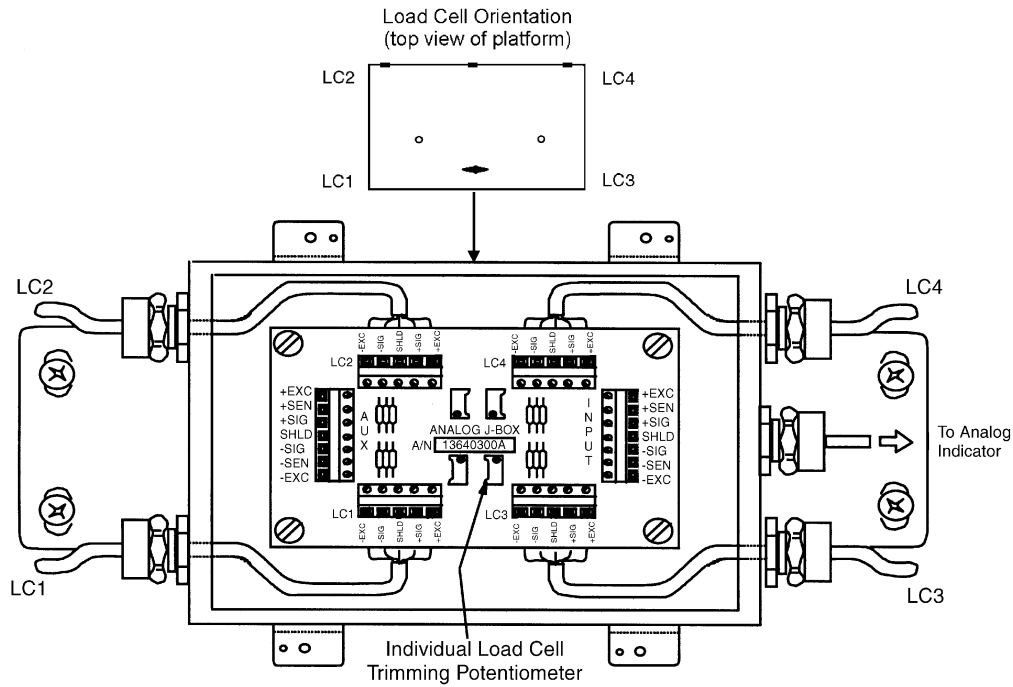 Load Cell Orientation
(top view of platform)
LC2
LC4
LC1
LC3
LC2
LC4
-EXC
-SIG
SHLD
+SIG
+EXC
LC2
-EXC
-SIG
SHLD
+SIG
+EXC
LC4
+EXC
+SEN
+SIG
SHLD
-SIG
-SEN
-EXC
AUX
ANALOG J-BOX
A/N 13640300A
INPUT
+EXC
+SEN
+SIG
SHLD
-SIG
-SEN
-EXC
To Analog
Indicator
LC1
-EXC
-SIG
SHLD
+SIG
+EXC
LC3
-EXC
-SIG
SHLD
+SIG
+EXC
LC1
LC3
Individual Load Cell
Trimming Potentiometer